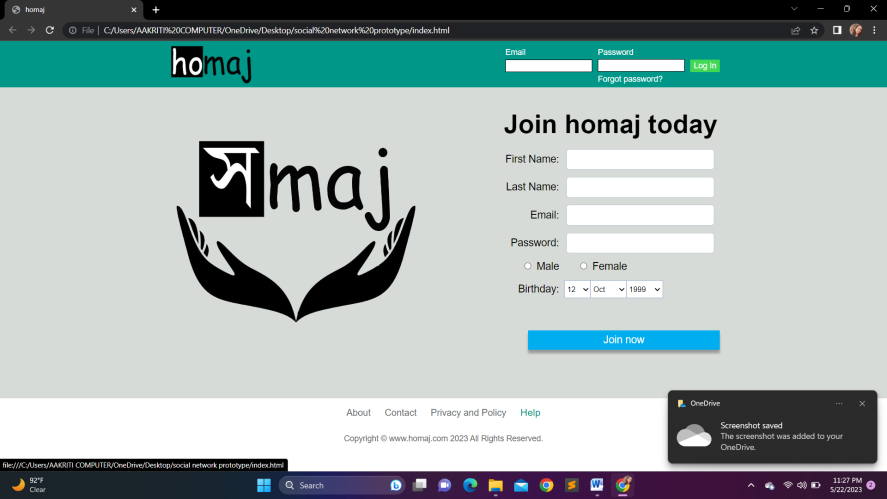 homaj
File C:/Users/AAKRITI%20COMPUTER/OneDrive/Desktop/social%20network%20prototype/index.html
homaj
Email Password
Log In
Forgot password?
Join homaj today
সmaj
First Name:
Last Name:
Email:
Password:
Male Female
Birthday: 12 Oct 1999
Join now
OneDrive
Screenshot saved
The screenshot was added to your
OneDrive.
About Contact Privacy and Policy Help
Copyright © www.homaj.com 2023 All Rights Reserved.
file:///C:/Users/AAKRITI COMPUTER/OneDrive/Desktop/social network prototype/index.html
92°F
Clear
Search
11:27 PM
5/22/2023
2